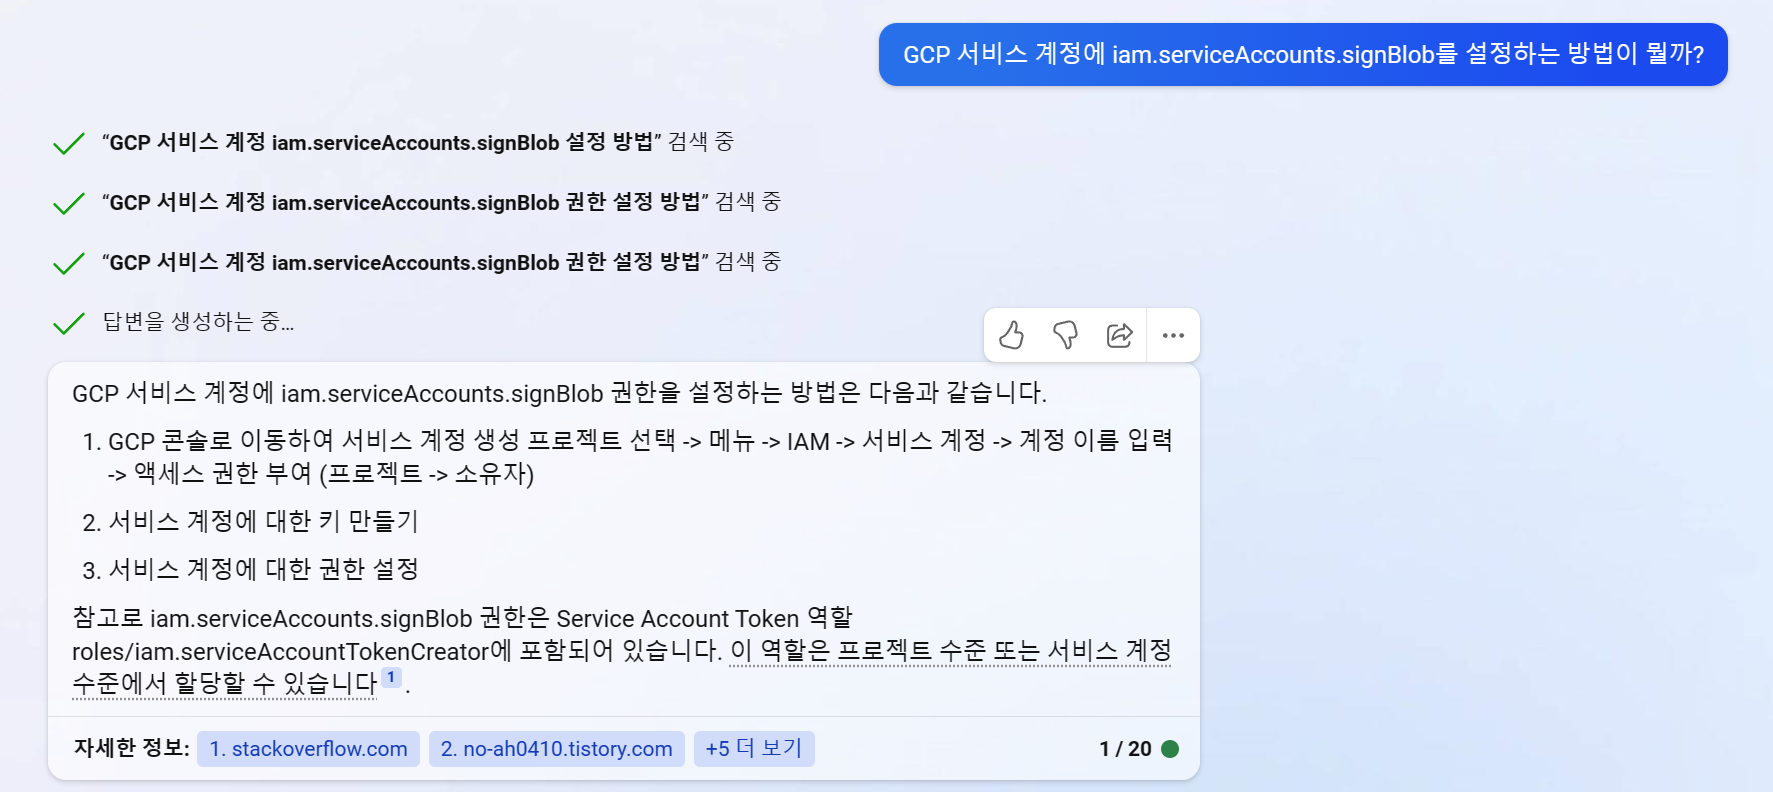 GCP 서비스 계정에 iam.serviceAccounts.signBlob를 설정하는 방법이 뭘까?
“GCP 서비스 계정 iam.serviceAccounts.signBlob 설정 방법” 검색 중
“GCP 서비스 계정 iam.serviceAccounts.signBlob 권한 설정 방법” 검색 중
“GCP 서비스 계정 iam.serviceAccounts.signBlob 권한 설정 방법” 검색 중
답변을 생성하는 중...
GCP 서비스 계정에 iam.serviceAccounts.signBlob 권한을 설정하는 방법은 다음과 같습니다.
1. GCP 콘솔로 이동하여 서비스 계정 생성 프로젝트 선택 -> 메뉴 -> IAM -> 서비스 계정 -> 계정 이름 입력
-> 액세스 권한 부여 (프로젝트 -> 소유자)
2. 서비스 계정에 대한 키 만들기
3. 서비스 계정에 대한 권한 설정
참고로 iam.serviceAccounts.signBlob 권한은 Service Account Token 역할
roles/iam.serviceAccountTokenCreator에 포함되어 있습니다. 이 역할은 프로젝트 수준 또는 서비스 계정
수준에서 할당할 수 있습니다 1 .
자세한 정보: 1. stackoverflow.com 2. no-ah0410.tistory.com +5 더 보기 1 / 20